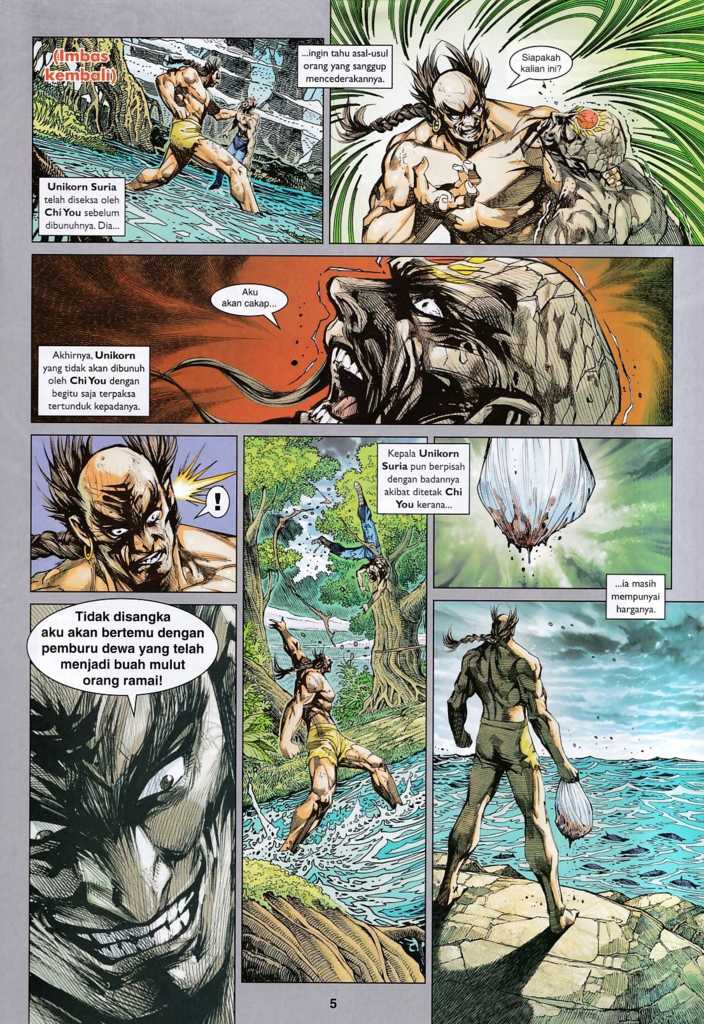 (Imbas
kembali)
Unikorn Suria
telah diseksa oleh
Chi You sebelum
dibunuhnya. Dia...
...ingin tahu asal-usul
orang yang sanggup
mencederakannya.
Siapakah
kalian ini?
Aku
akan cakap...
Akhirnya, Unikorn
yang tidak akan dibunuh
oleh Chi You dengan
begitu saja terpaksa
tertunduk kepadanya.
!
Tidak disangka
aku akan bertemu dengan
pemburu dewa yang telah
menjadi buah mulut
orang ramai!
Kepala Unikorn
Suria pun berpisah
dengan badannya
akibat ditetak Chi
You kerana...
...ia masih
mempunyai
harganya.
5